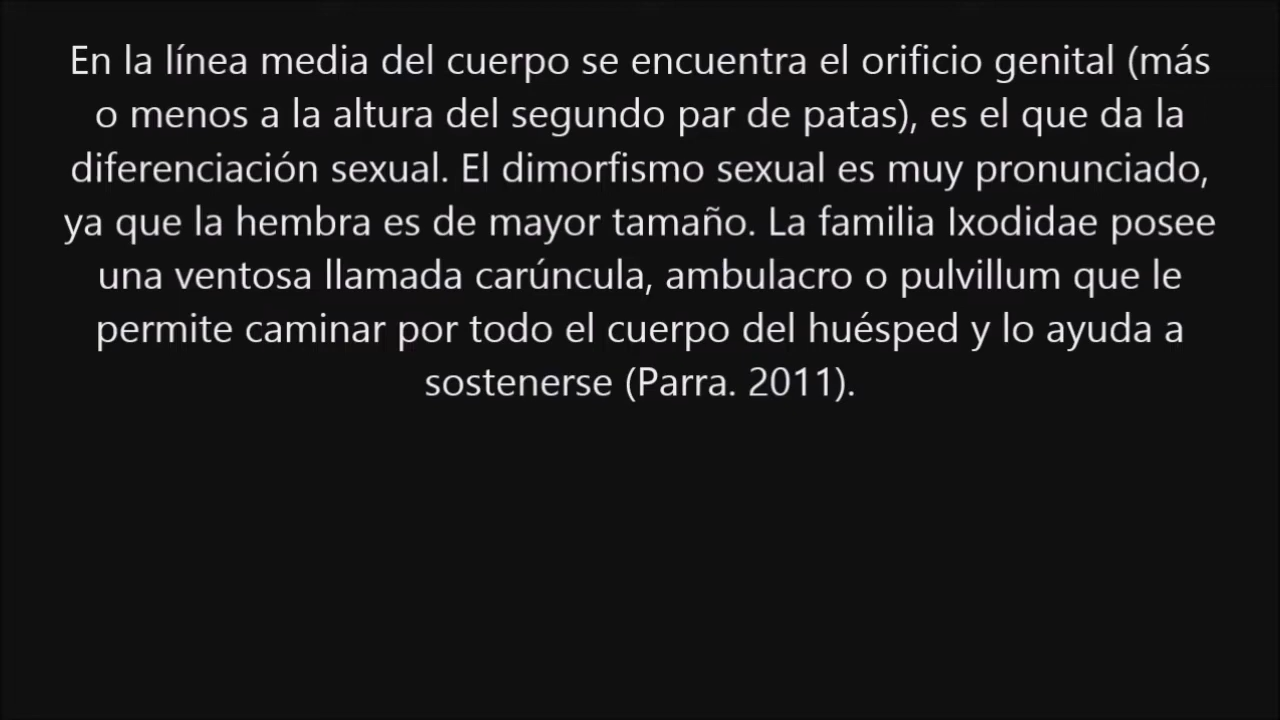 En la línea media del cuerpo se encuentra el orificio genital (más
o menos a la altura del segundo par de patas), es el que da la
diferenciación sexual. El dimorfismo sexual es muy pronunciado,
ya que la hembra es de mayor tamaño. La familia Ixodidae posee
una ventosa llamada carúncula, ambulacro o pulvillum que le
permite caminar por todo el cuerpo del huésped y lo ayuda a
sostenerse (Parra. 2011).